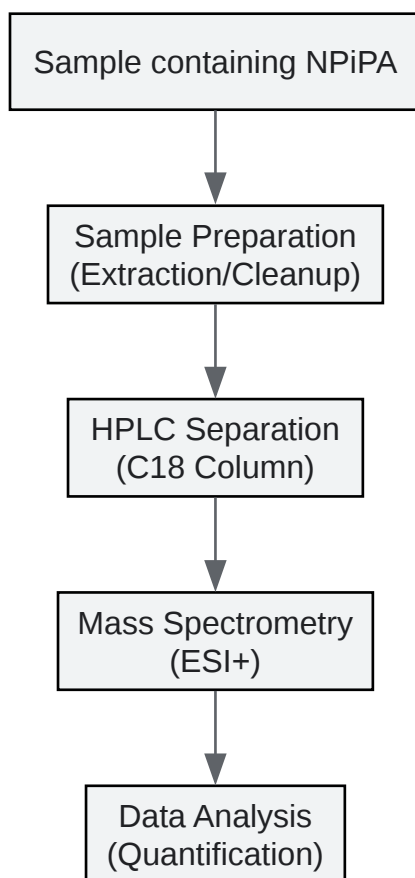 Sample containing NPiPA
Sample Preparation
(Extraction/Cleanup)
HPLC Separation
(C18 Column)
Mass Spectrometry
(ESI+)
Data Analysis
(Quantification)